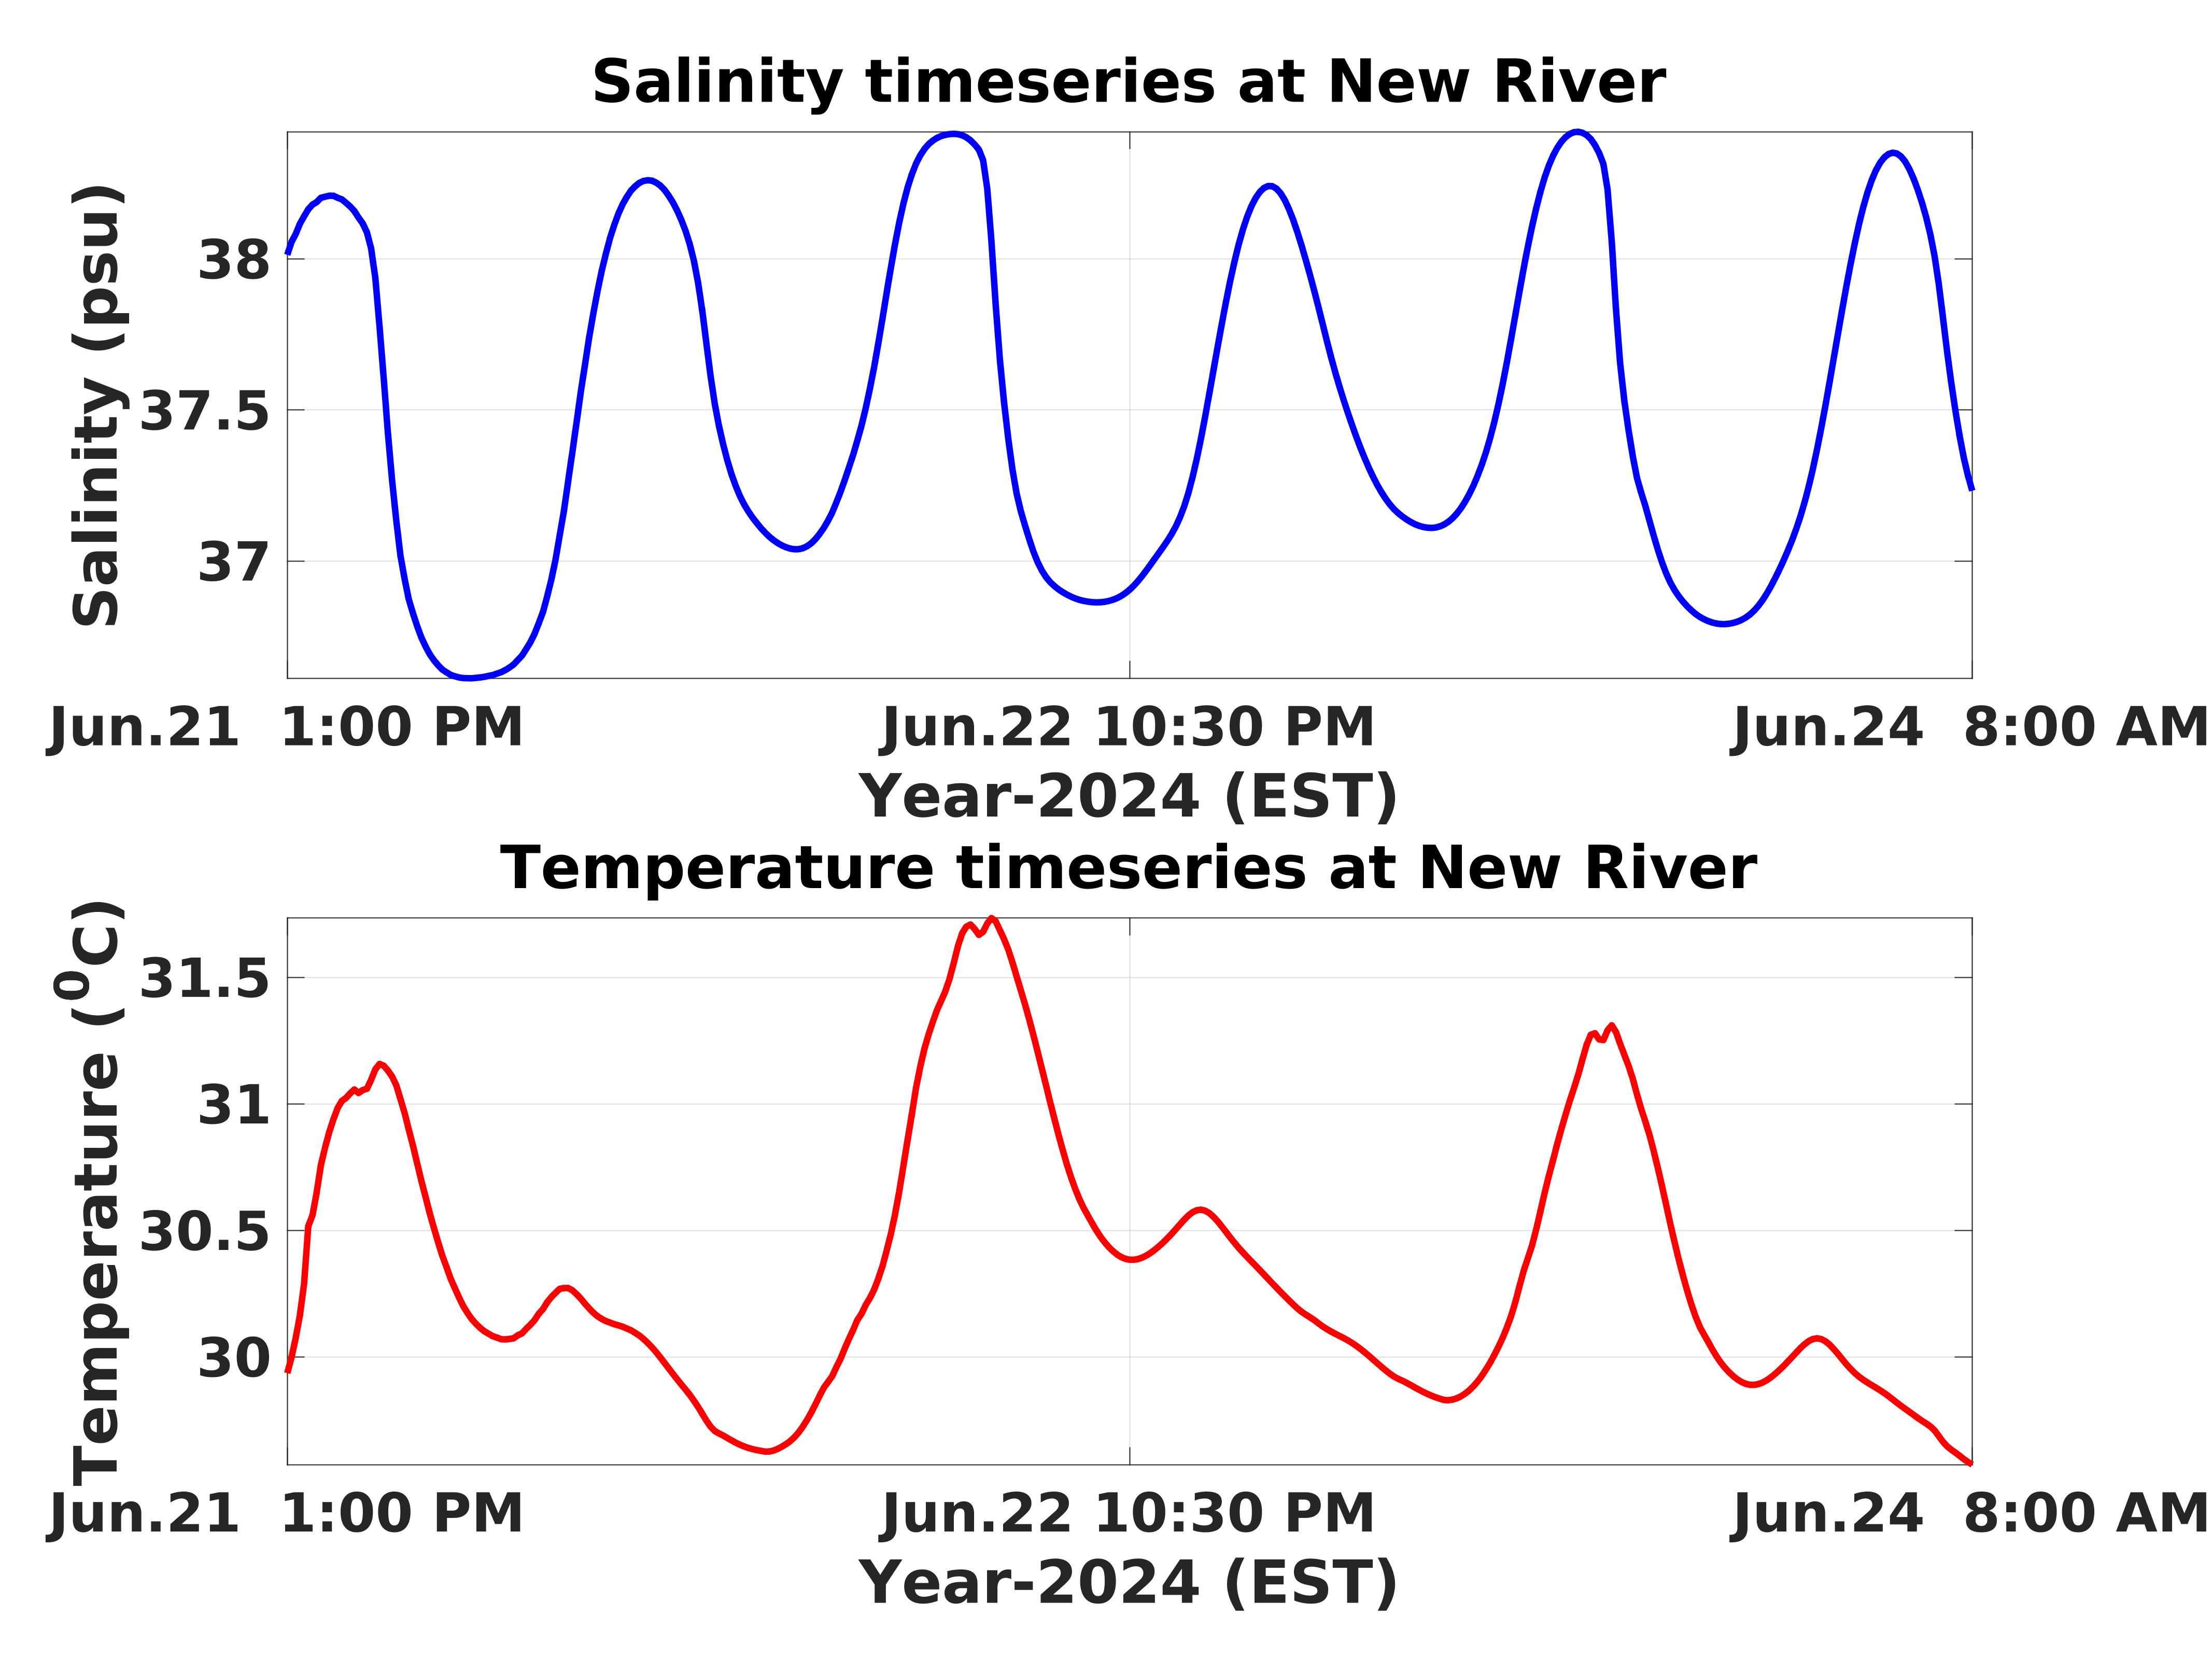 Salinity timeseries at New River
Salinity (psu)
38
37.5
37
Jun.21  1:00 PM
Jun.22 10:30 PM
Jun.24  8:00 AM
Year-2024 (EST)
Temperature timeseries at New River
Temperature (⁰C)
31.5
31
30.5
30
Jun.21  1:00 PM
Jun.22 10:30 PM
Jun.24  8:00 AM
Year-2024 (EST)